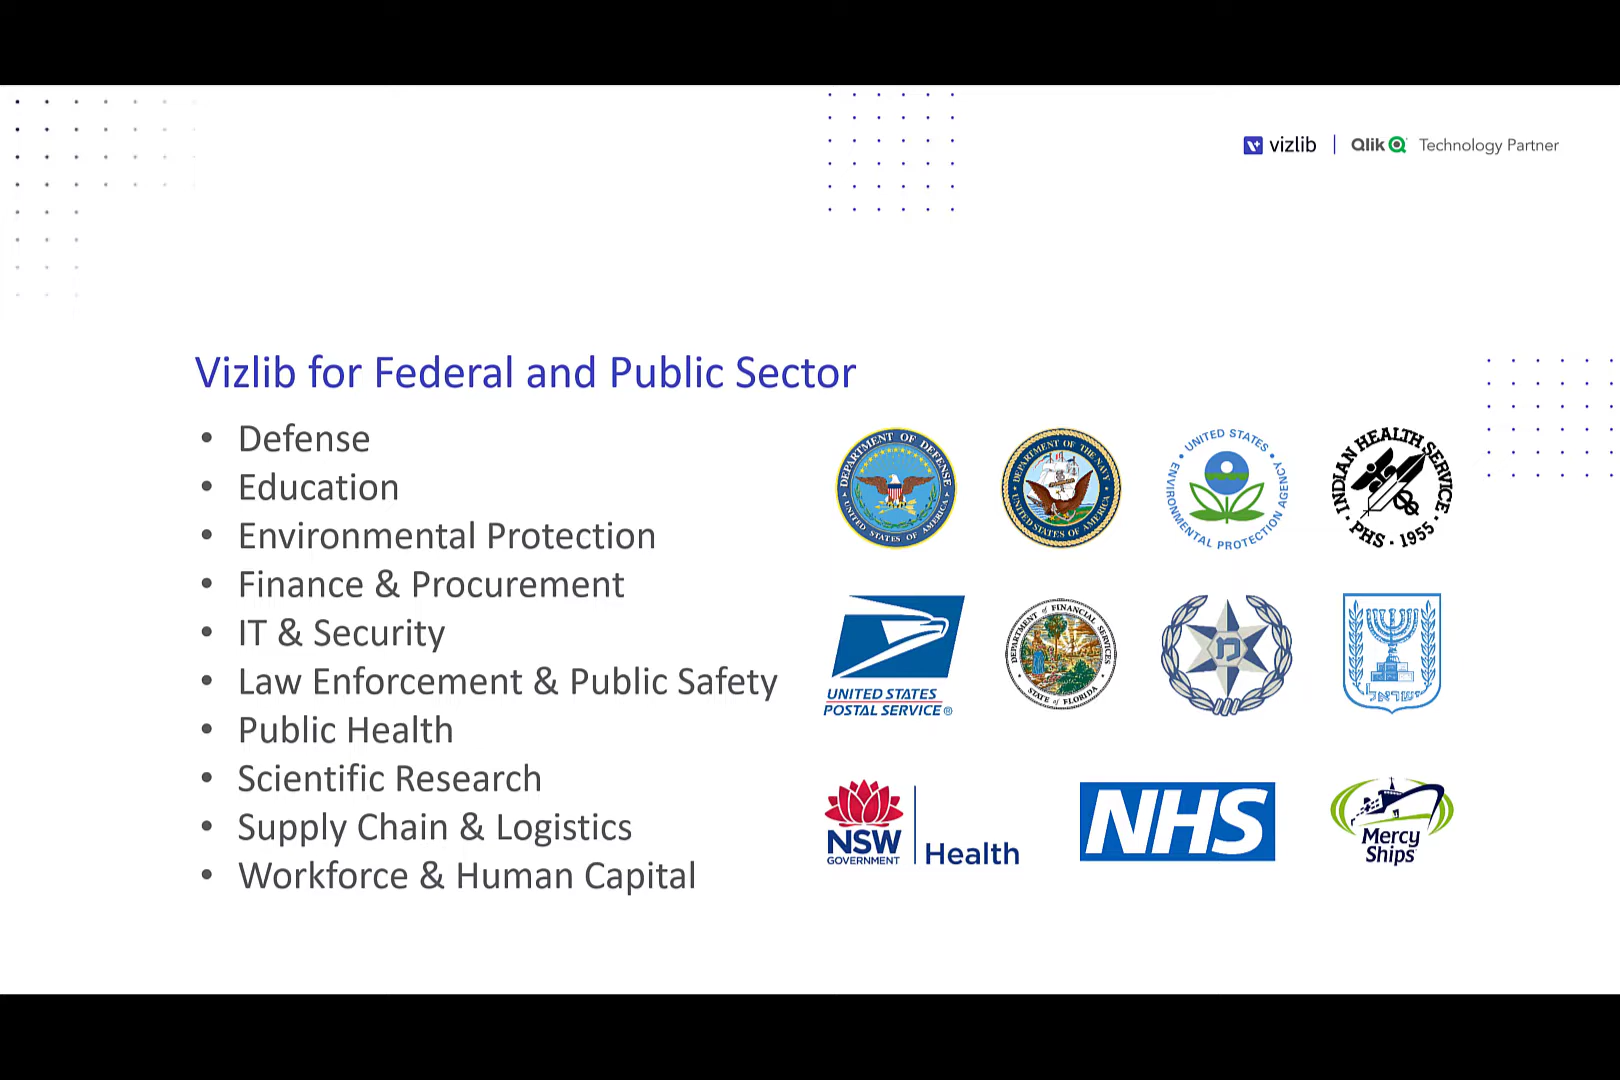 vizlib | Qlik Technology Partner
Vizlib for Federal and Public Sector
• Defense
• Education
• Environmental Protection
• Finance & Procurement
• IT & Security
• Law Enforcement & Public Safety
• Public Health
• Scientific Research
• Supply Chain & Logistics
• Workforce & Human Capital
DEPARTMENT OF DEFENSE
UNITED STATES OF AMERICA
DEPARTMENT OF THE NAVY
UNITED STATES OF AMERICA
UNITED STATES
ENVIRONMENTAL PROTECTION AGENCY
INDIAN HEALTH SERVICE
PHS · 1955
UNITED STATES
POSTAL SERVICE®
DEPARTMENT of FINANCIAL SERVICES
STATE of FLORIDA
מ
ישראל
NSW
GOVERNMENT
Health
NHS
Mercy
Ships